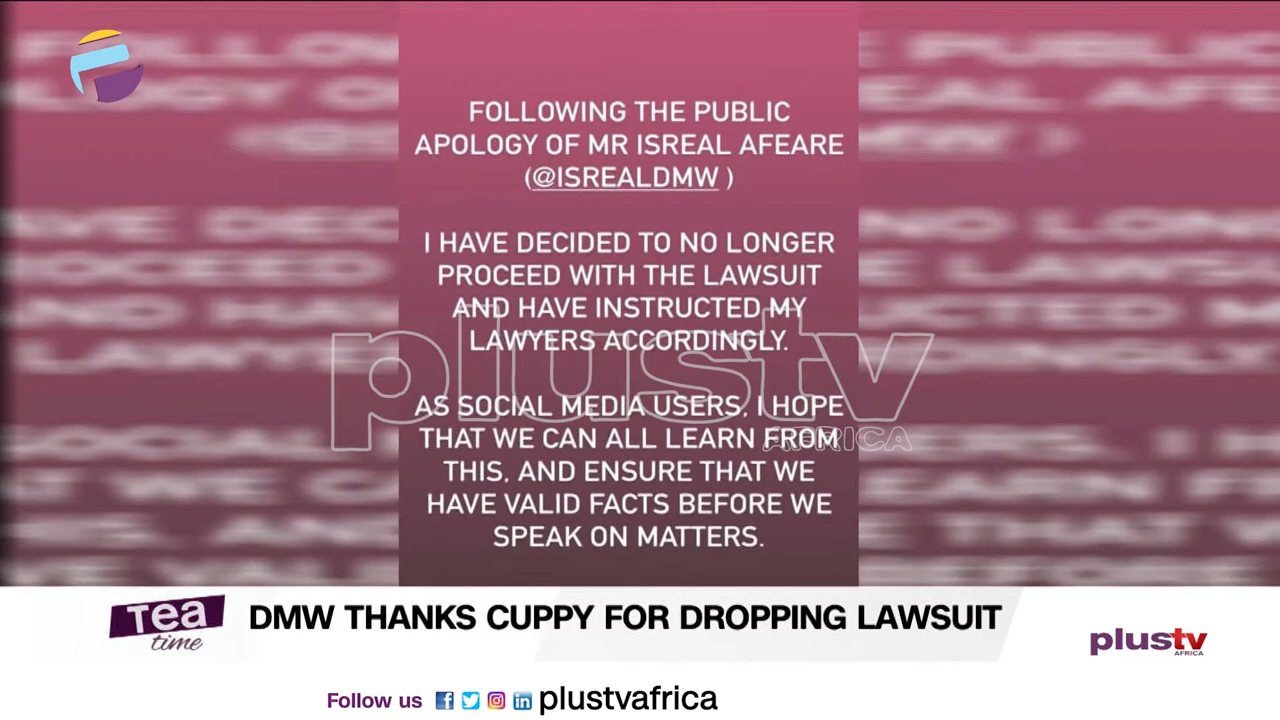 FOLLOWING THE PUBLIC
APOLOGY OF MR ISREAL AFEARE
(@ISREALDMW )
I HAVE DECIDED TO NO LONGER
PROCEED WITH THE LAWSUIT
AND HAVE INSTRUCTED MY
LAWYERS ACCORDINGLY.
AS SOCIAL MEDIA USERS, I HOPE
THAT WE CAN ALL LEARN FROM
THIS, AND ENSURE THAT WE
HAVE VALID FACTS BEFORE WE
SPEAK ON MATTERS.
plustv
AFRICA
Tea
time
DMW THANKS CUPPY FOR DROPPING LAWSUIT
plustv
AFRICA
Follow us plustvafrica